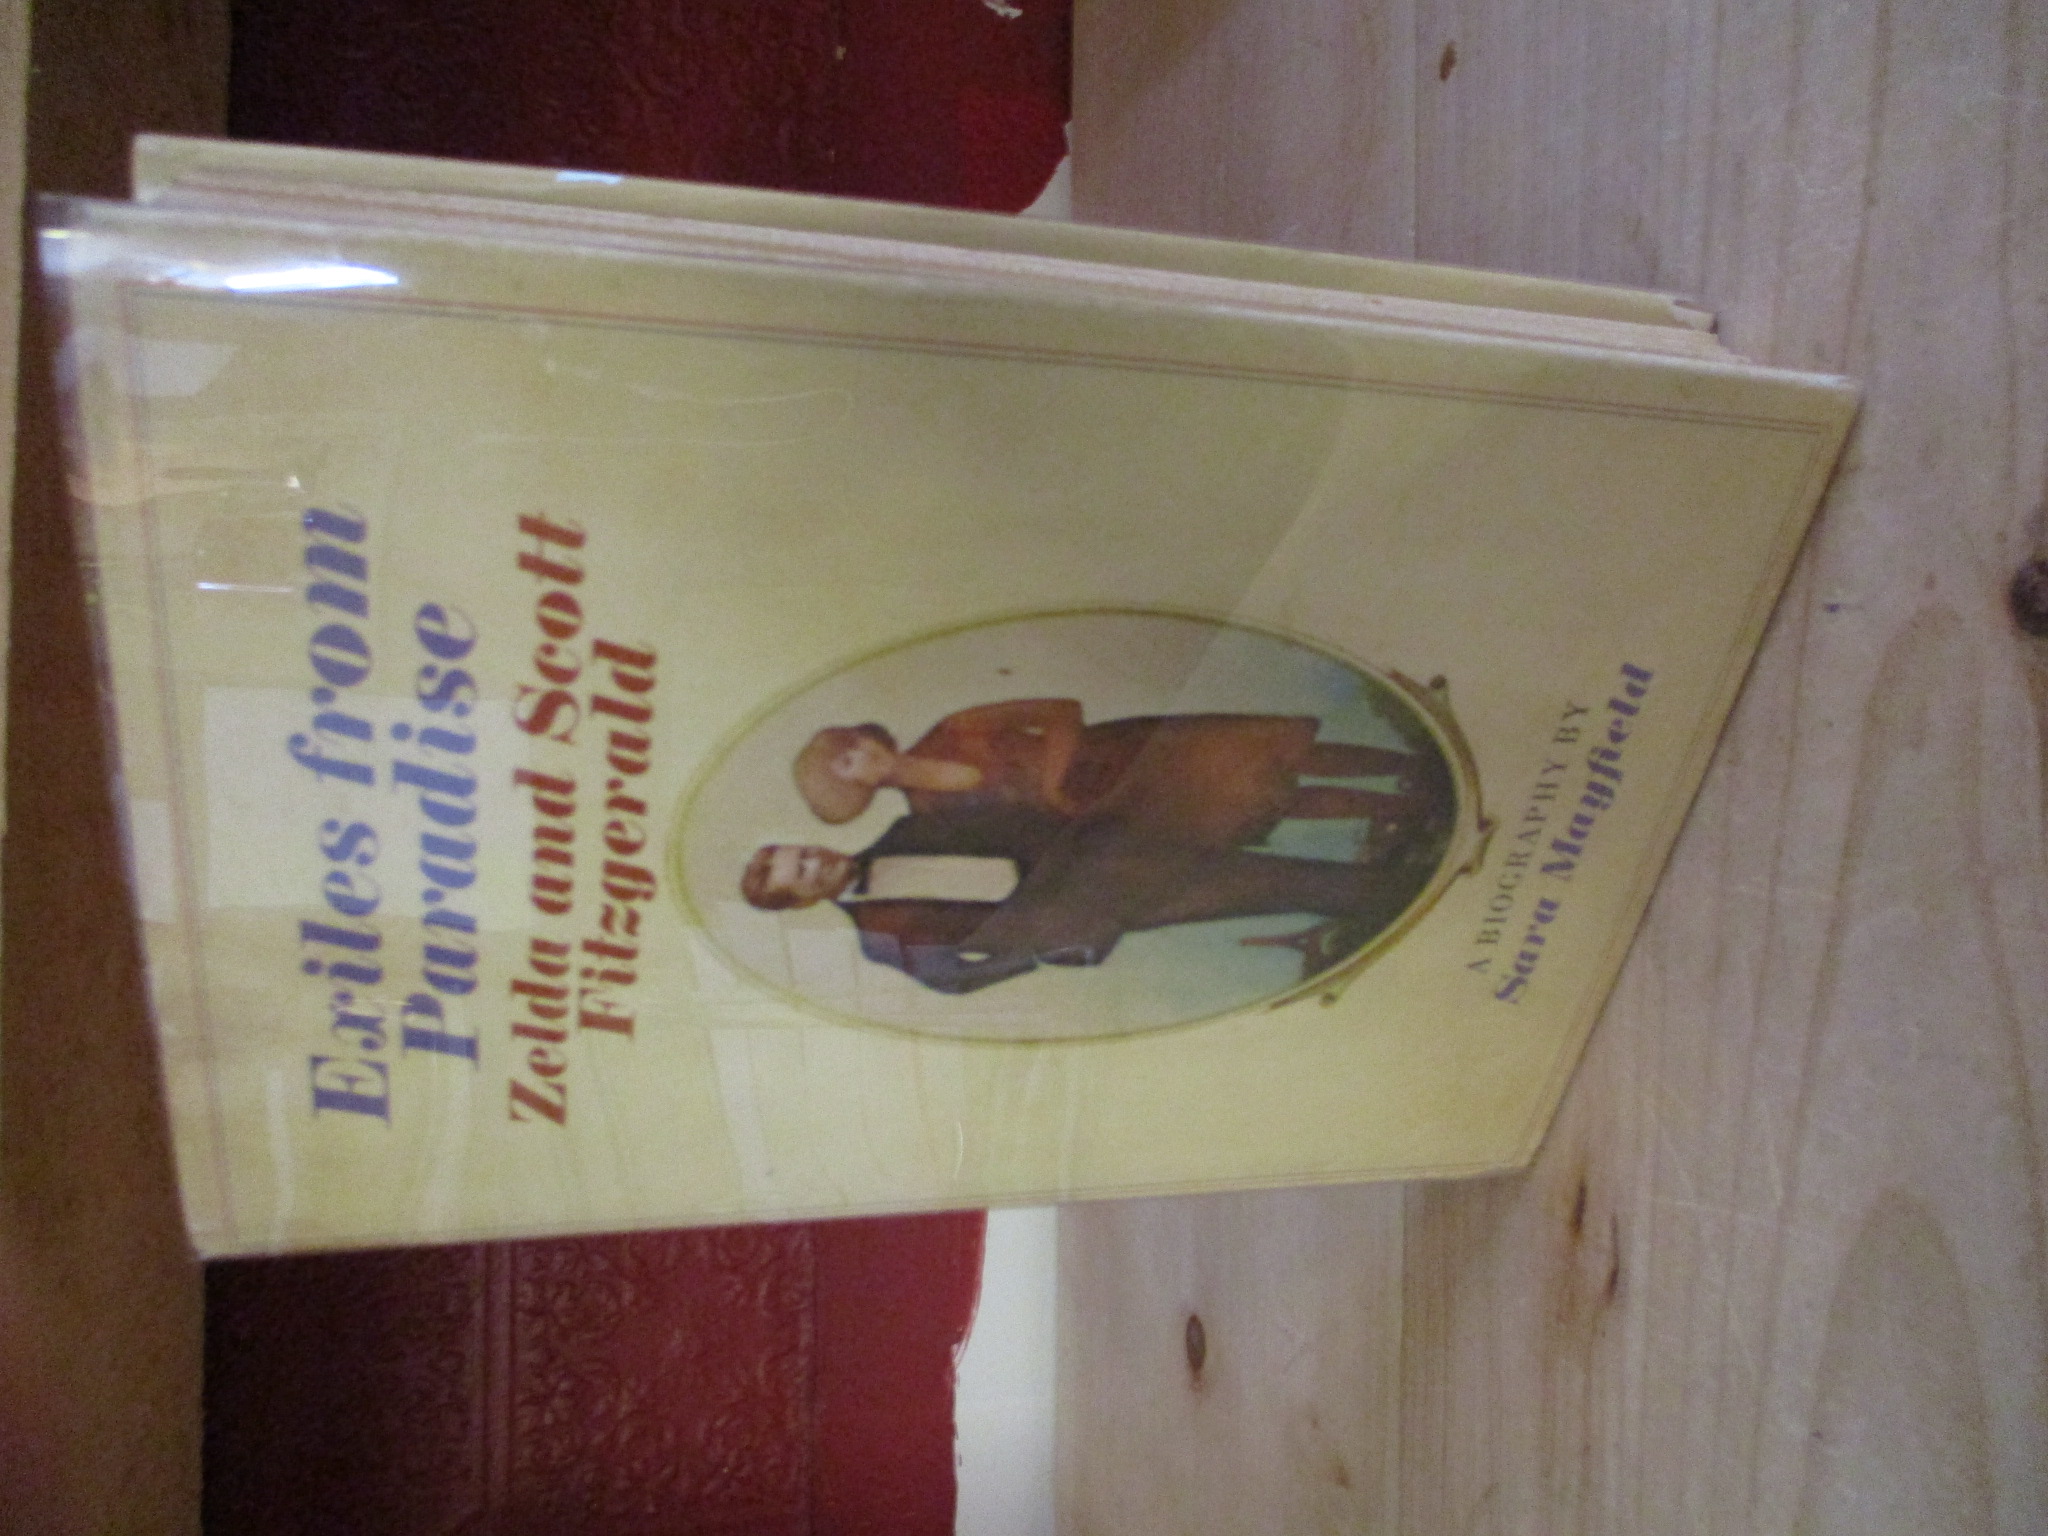 Exiles from
Paradise
Zelda and Scott
Fitzgerald
A BIOGRAPHY BY
Sara Mayfield